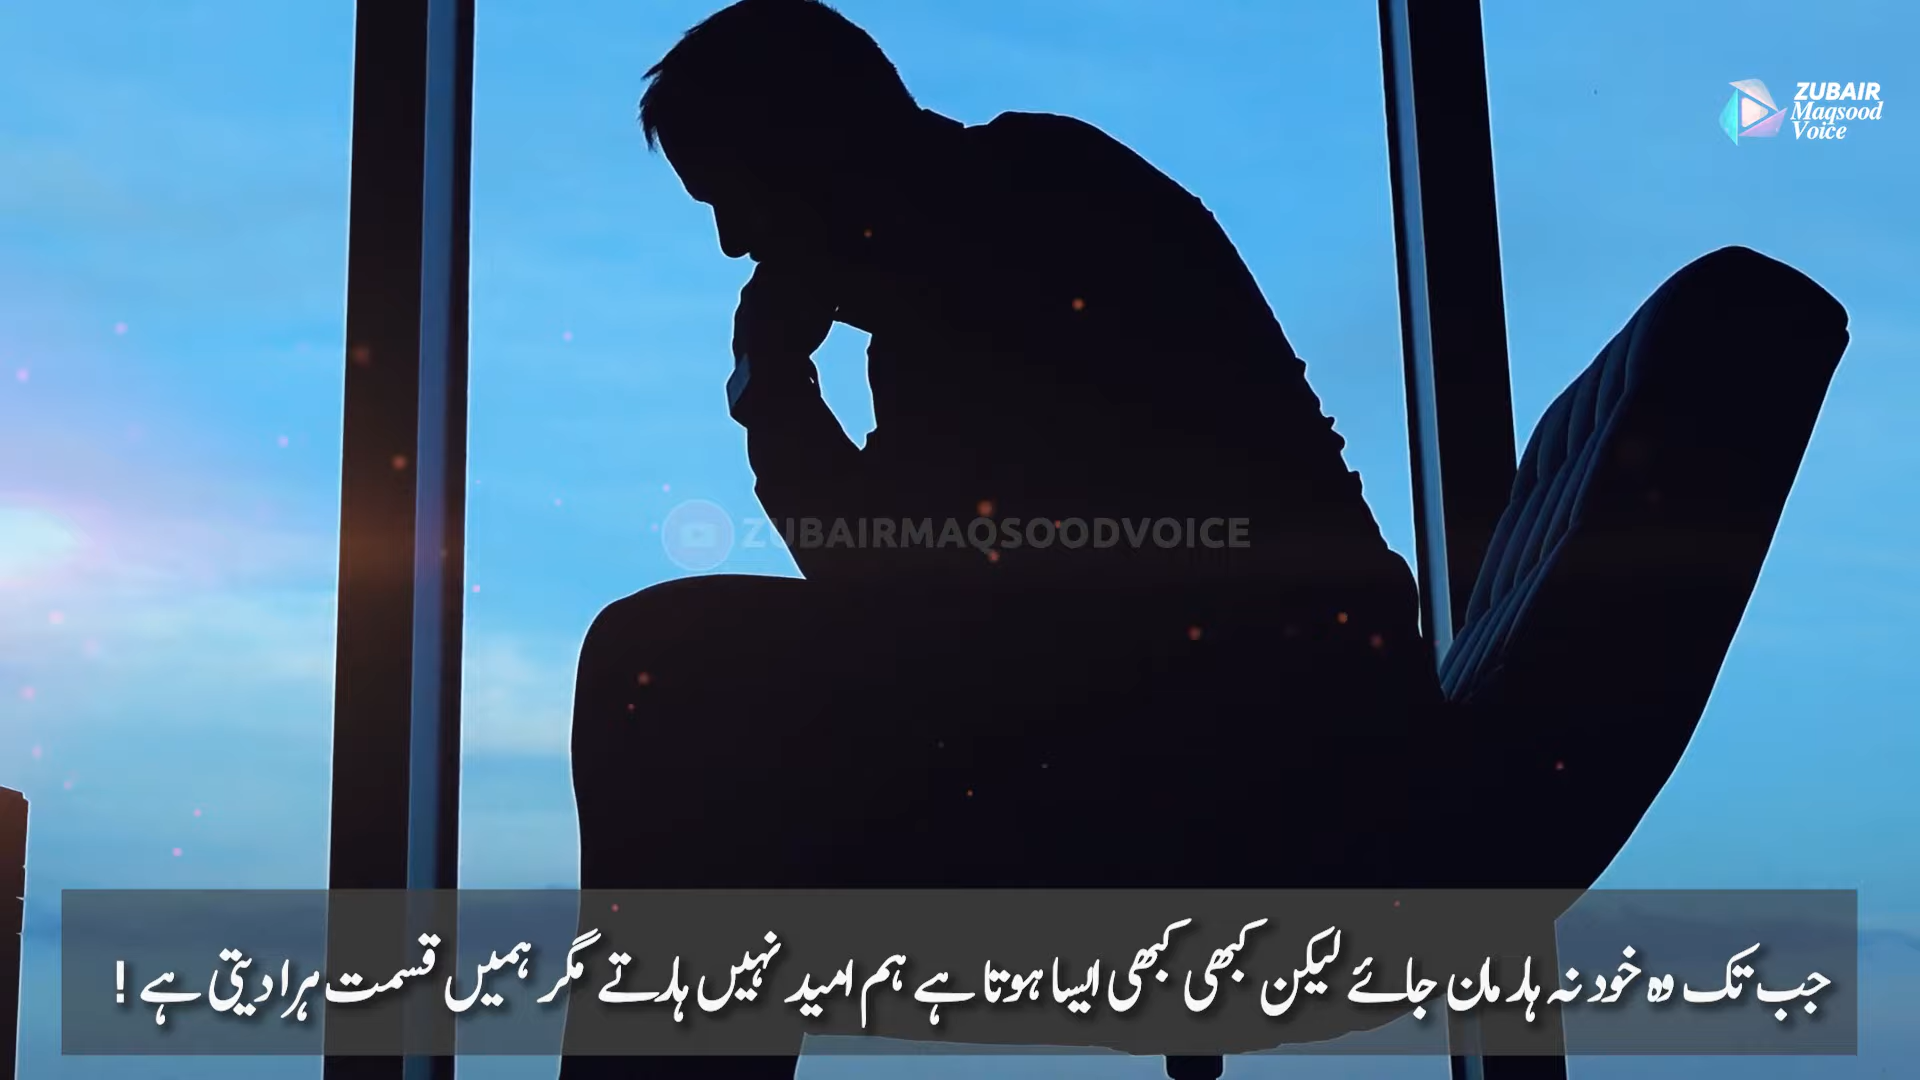 ZUBAIR
Maqsood
Voice
ZUBAIRMAQSOODVOICE
جب تک وہ خود نہ ہار مان جائے لیکن کبھی کبھی ایسا ہوتا ہے ہم امید نہیں ہارتے مگر ہمیں قسمت ہرا دیتی ہے !